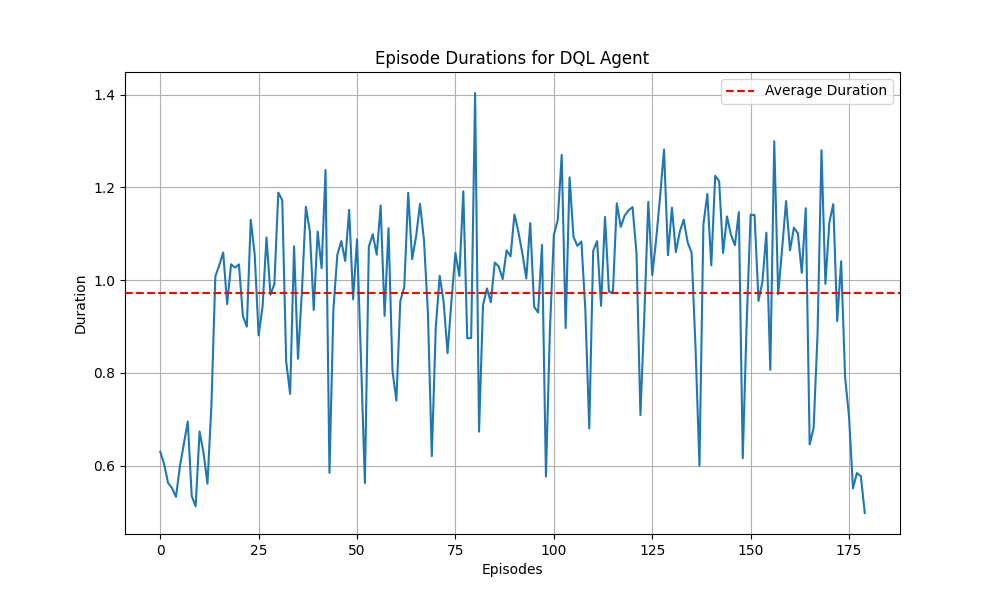 Episode Durations for DQL Agent
Average Duration
1.4
1.2
1.0
0.8
0.6
Duration
0 25 50 75 100 125 150 175
Episodes